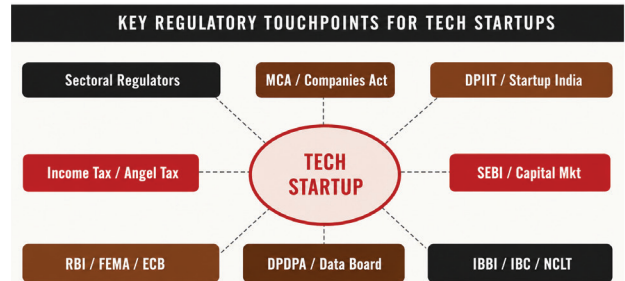 KEY REGULATORY TOUCHPOINTS FOR TECH STARTUPS
Sectoral Regulators
MCA / Companies Act
DPIIT / Startup India
Income Tax / Angel Tax
TECH
STARTUP
SEBI / Capital Mkt
RBI / FEMA / ECB
DPDPA / Data Board
IBBI / IBC / NCLT